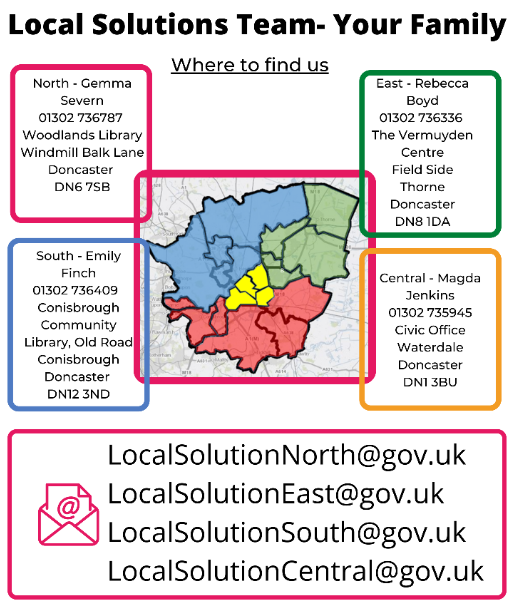 Local Solutions Team- Your Family
Where to find us
North - Gemma
Severn
01302 736787
Woodlands Library
Windmill Balk Lane
Doncaster
DN6 7SB
East - Rebecca
Boyd
01302 736336
The Vermuyden
Centre
Field Side
Thorne
Doncaster
DN8 1DA
South - Emily
Finch
01302 736409
Conisbrough
Community
Library, Old Road
Conisbrough
Doncaster
DN12 3ND
Central - Magda
Jenkins
01302 735945
Civic Office
Waterdale
Doncaster
DN1 3BU
@
LocalSolutionNorth@gov.uk
LocalSolutionEast@gov.uk
LocalSolutionSouth@gov.uk
LocalSolutionCentral@gov.uk